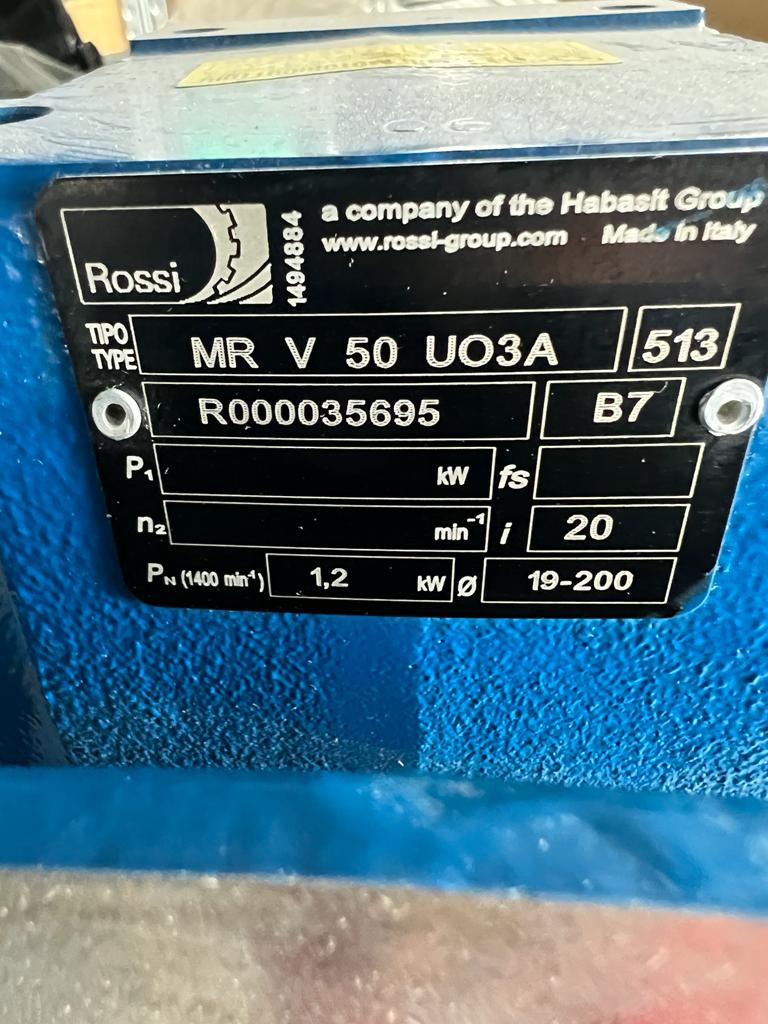 a company of the Habasit Group
www.rossi-group.com Made in Italy
Rossi
1494884
TIPO
TYPE MR V 50 UO3A 513
R000035695 B7
P₁ kW fs
n₂ min⁻¹ i 20
PN (1400 min⁻¹) 1,2 kW Ø 19-200